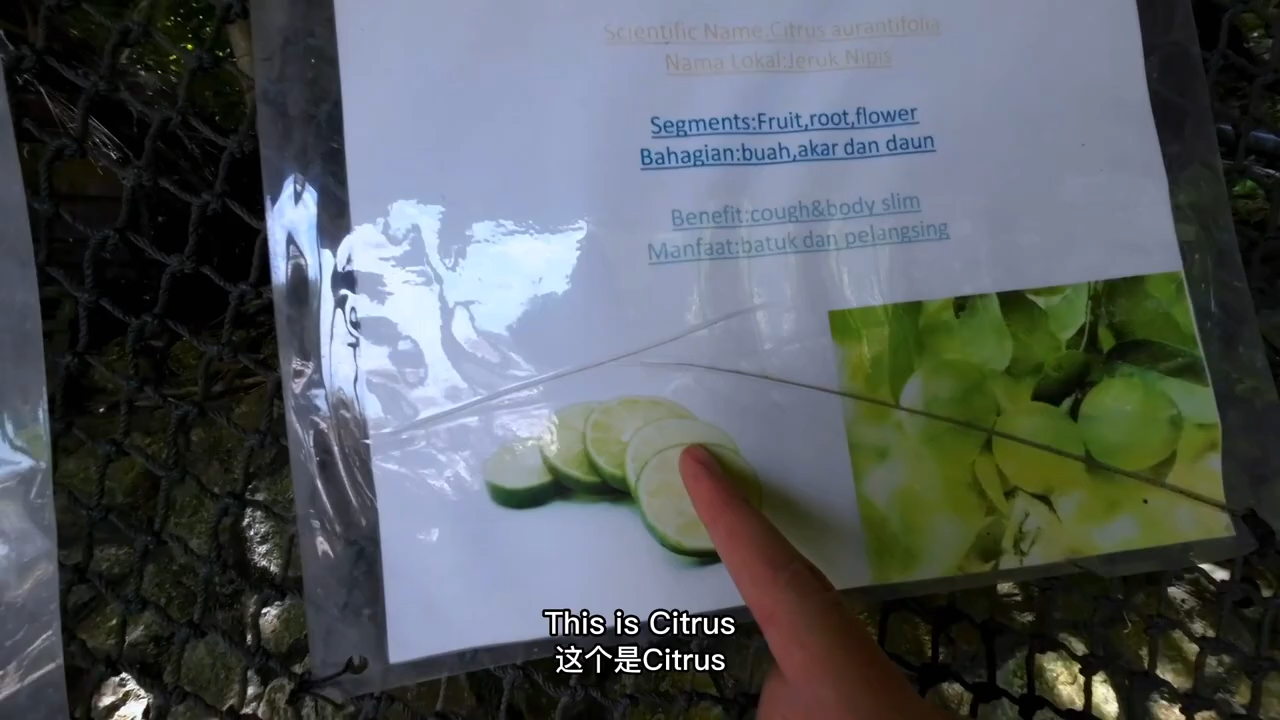 Scientific Name:Citrus aurantifolia
Nama Lokal:Jeruk Nipis
Segments:Fruit,root,flower
Bahagian:buah,akar dan daun
Benefit:cough&body slim
Manfaat:batuk dan pelangsing
This is Citrus
这个是Citrus